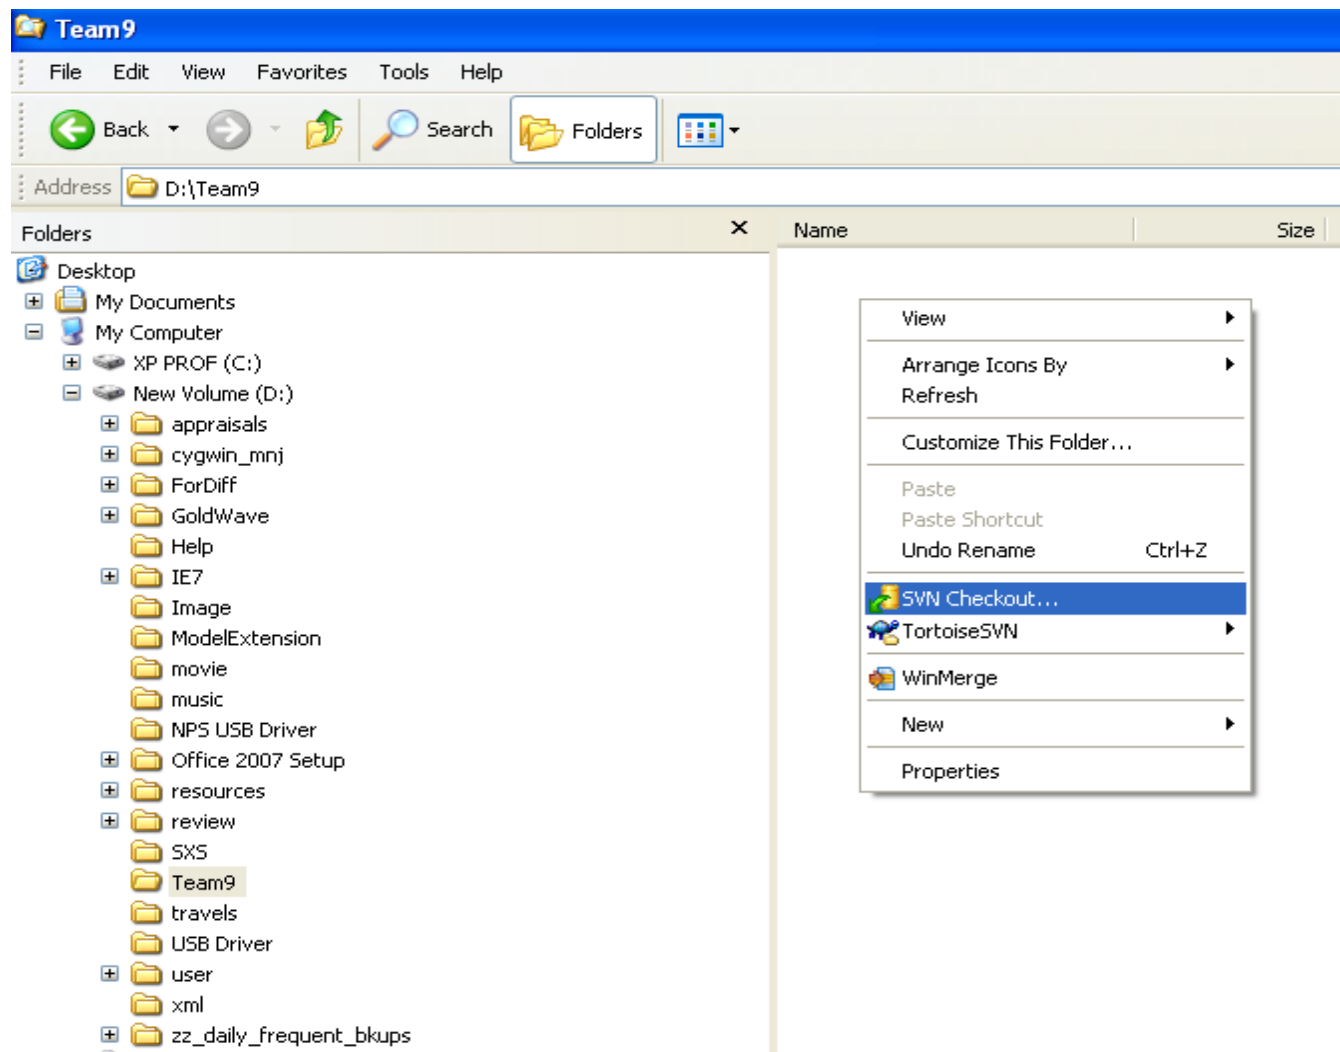 Team9
File Edit View Favorites Tools Help
Back Search Folders
Address D:\Team9
Folders
Name Size
Desktop
My Documents
My Computer
XP PROF (C:)
New Volume (D:)
appraisals
cygwin_mnj
ForDiff
GoldWave
Help
IE7
Image
ModelExtension
movie
music
NPS USB Driver
Office 2007 Setup
resources
review
SXS
Team9
travels
USB Driver
user
xml
zz_daily_frequent_bkups
View
Arrange Icons By
Refresh
Customize This Folder...
Paste
Paste Shortcut
Undo Rename Ctrl+Z
SVN Checkout...
TortoiseSVN
WinMerge
New
Properties